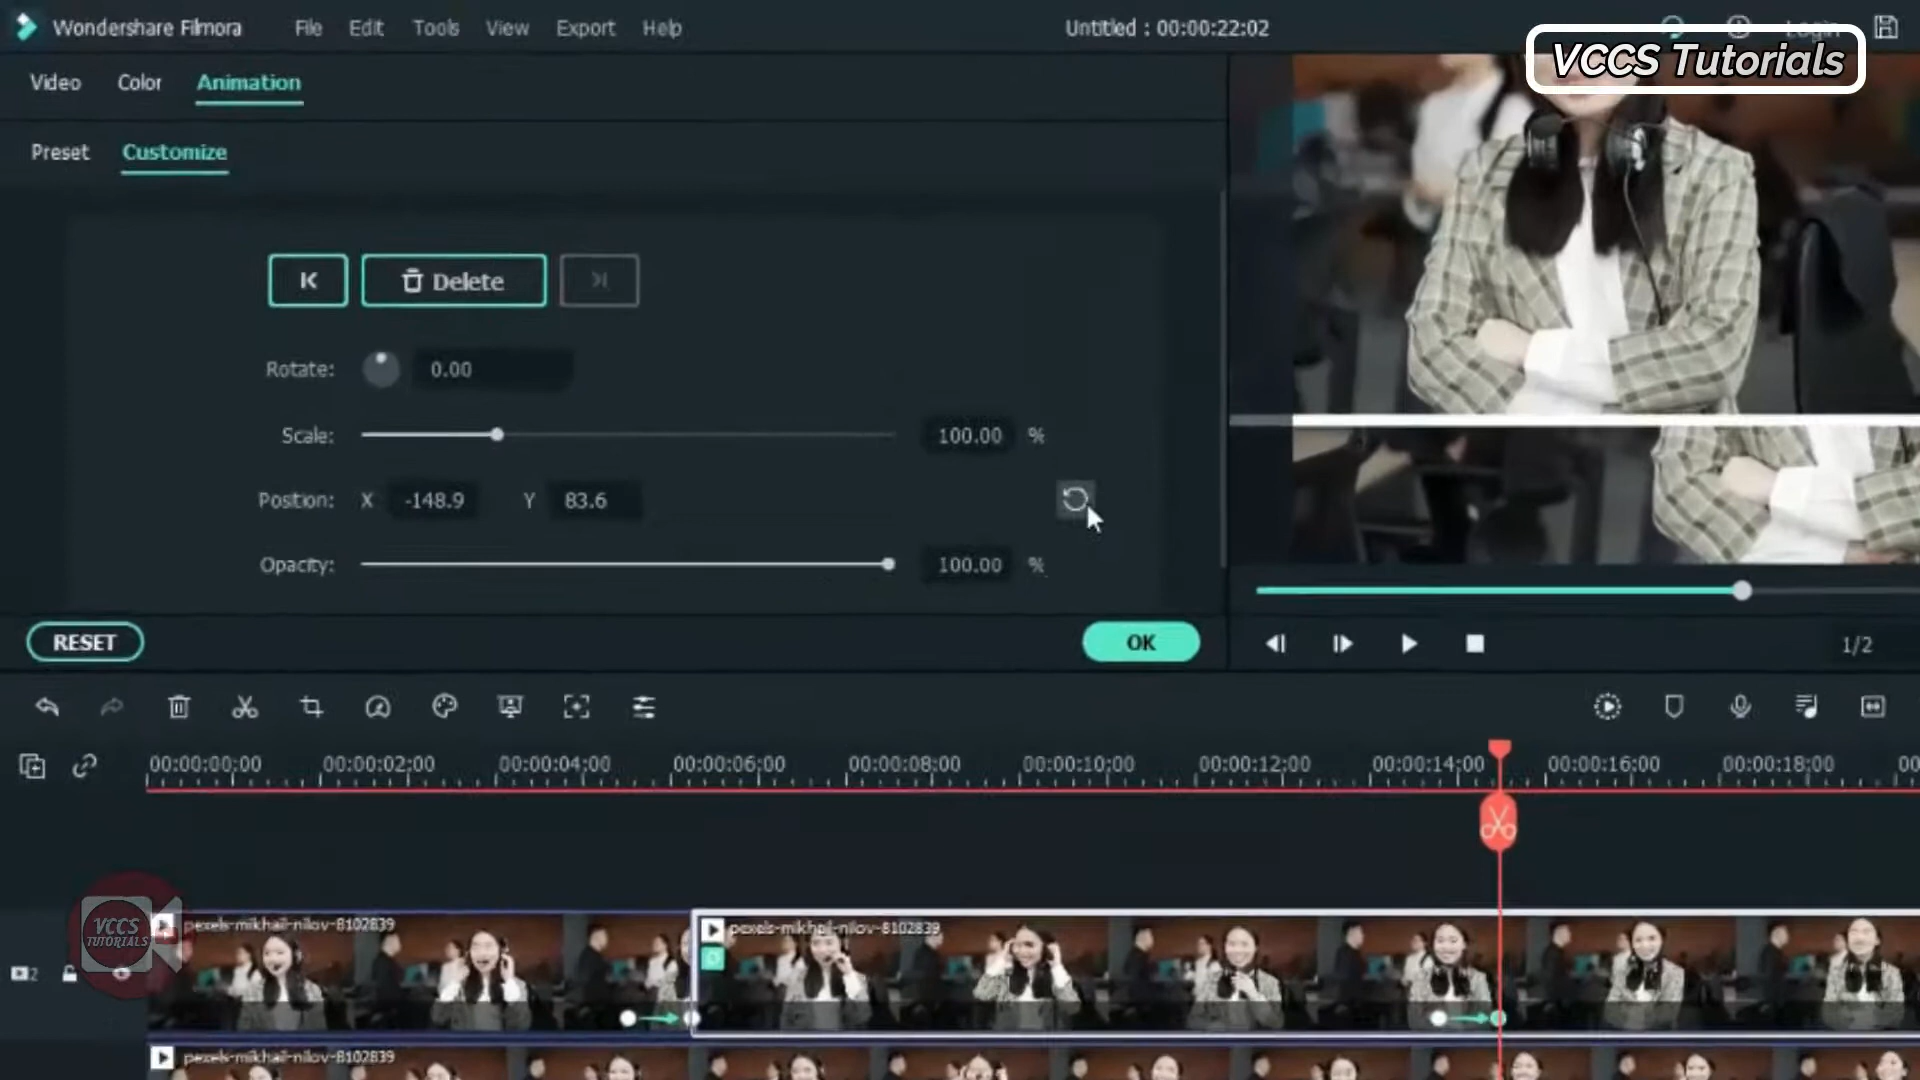 Wondershare Filmora File Edit Tools View Export Help Untitled : 00:00:22:02 Login
VCCS Tutorials
Video Color Animation
Preset Customize
Delete
Rotate: 0.00
Scale: 100.00 %
Position: X -148.9 Y 83.6
Opacity: 100.00 %
RESET OK 1/2
00:00:00:00 00:00:02:00 00:00:04:00 00:00:06:00 00:00:08:00 00:00:10:00 00:00:12:00 00:00:14:00 00:00:16:00 00:00:18:00 00
pexels-mikhail-nilov-8102839 pexels-mikhail-nilov-8102839
VCCS
TUTORIALS
2
pexels-mikhail-nilov-8102839